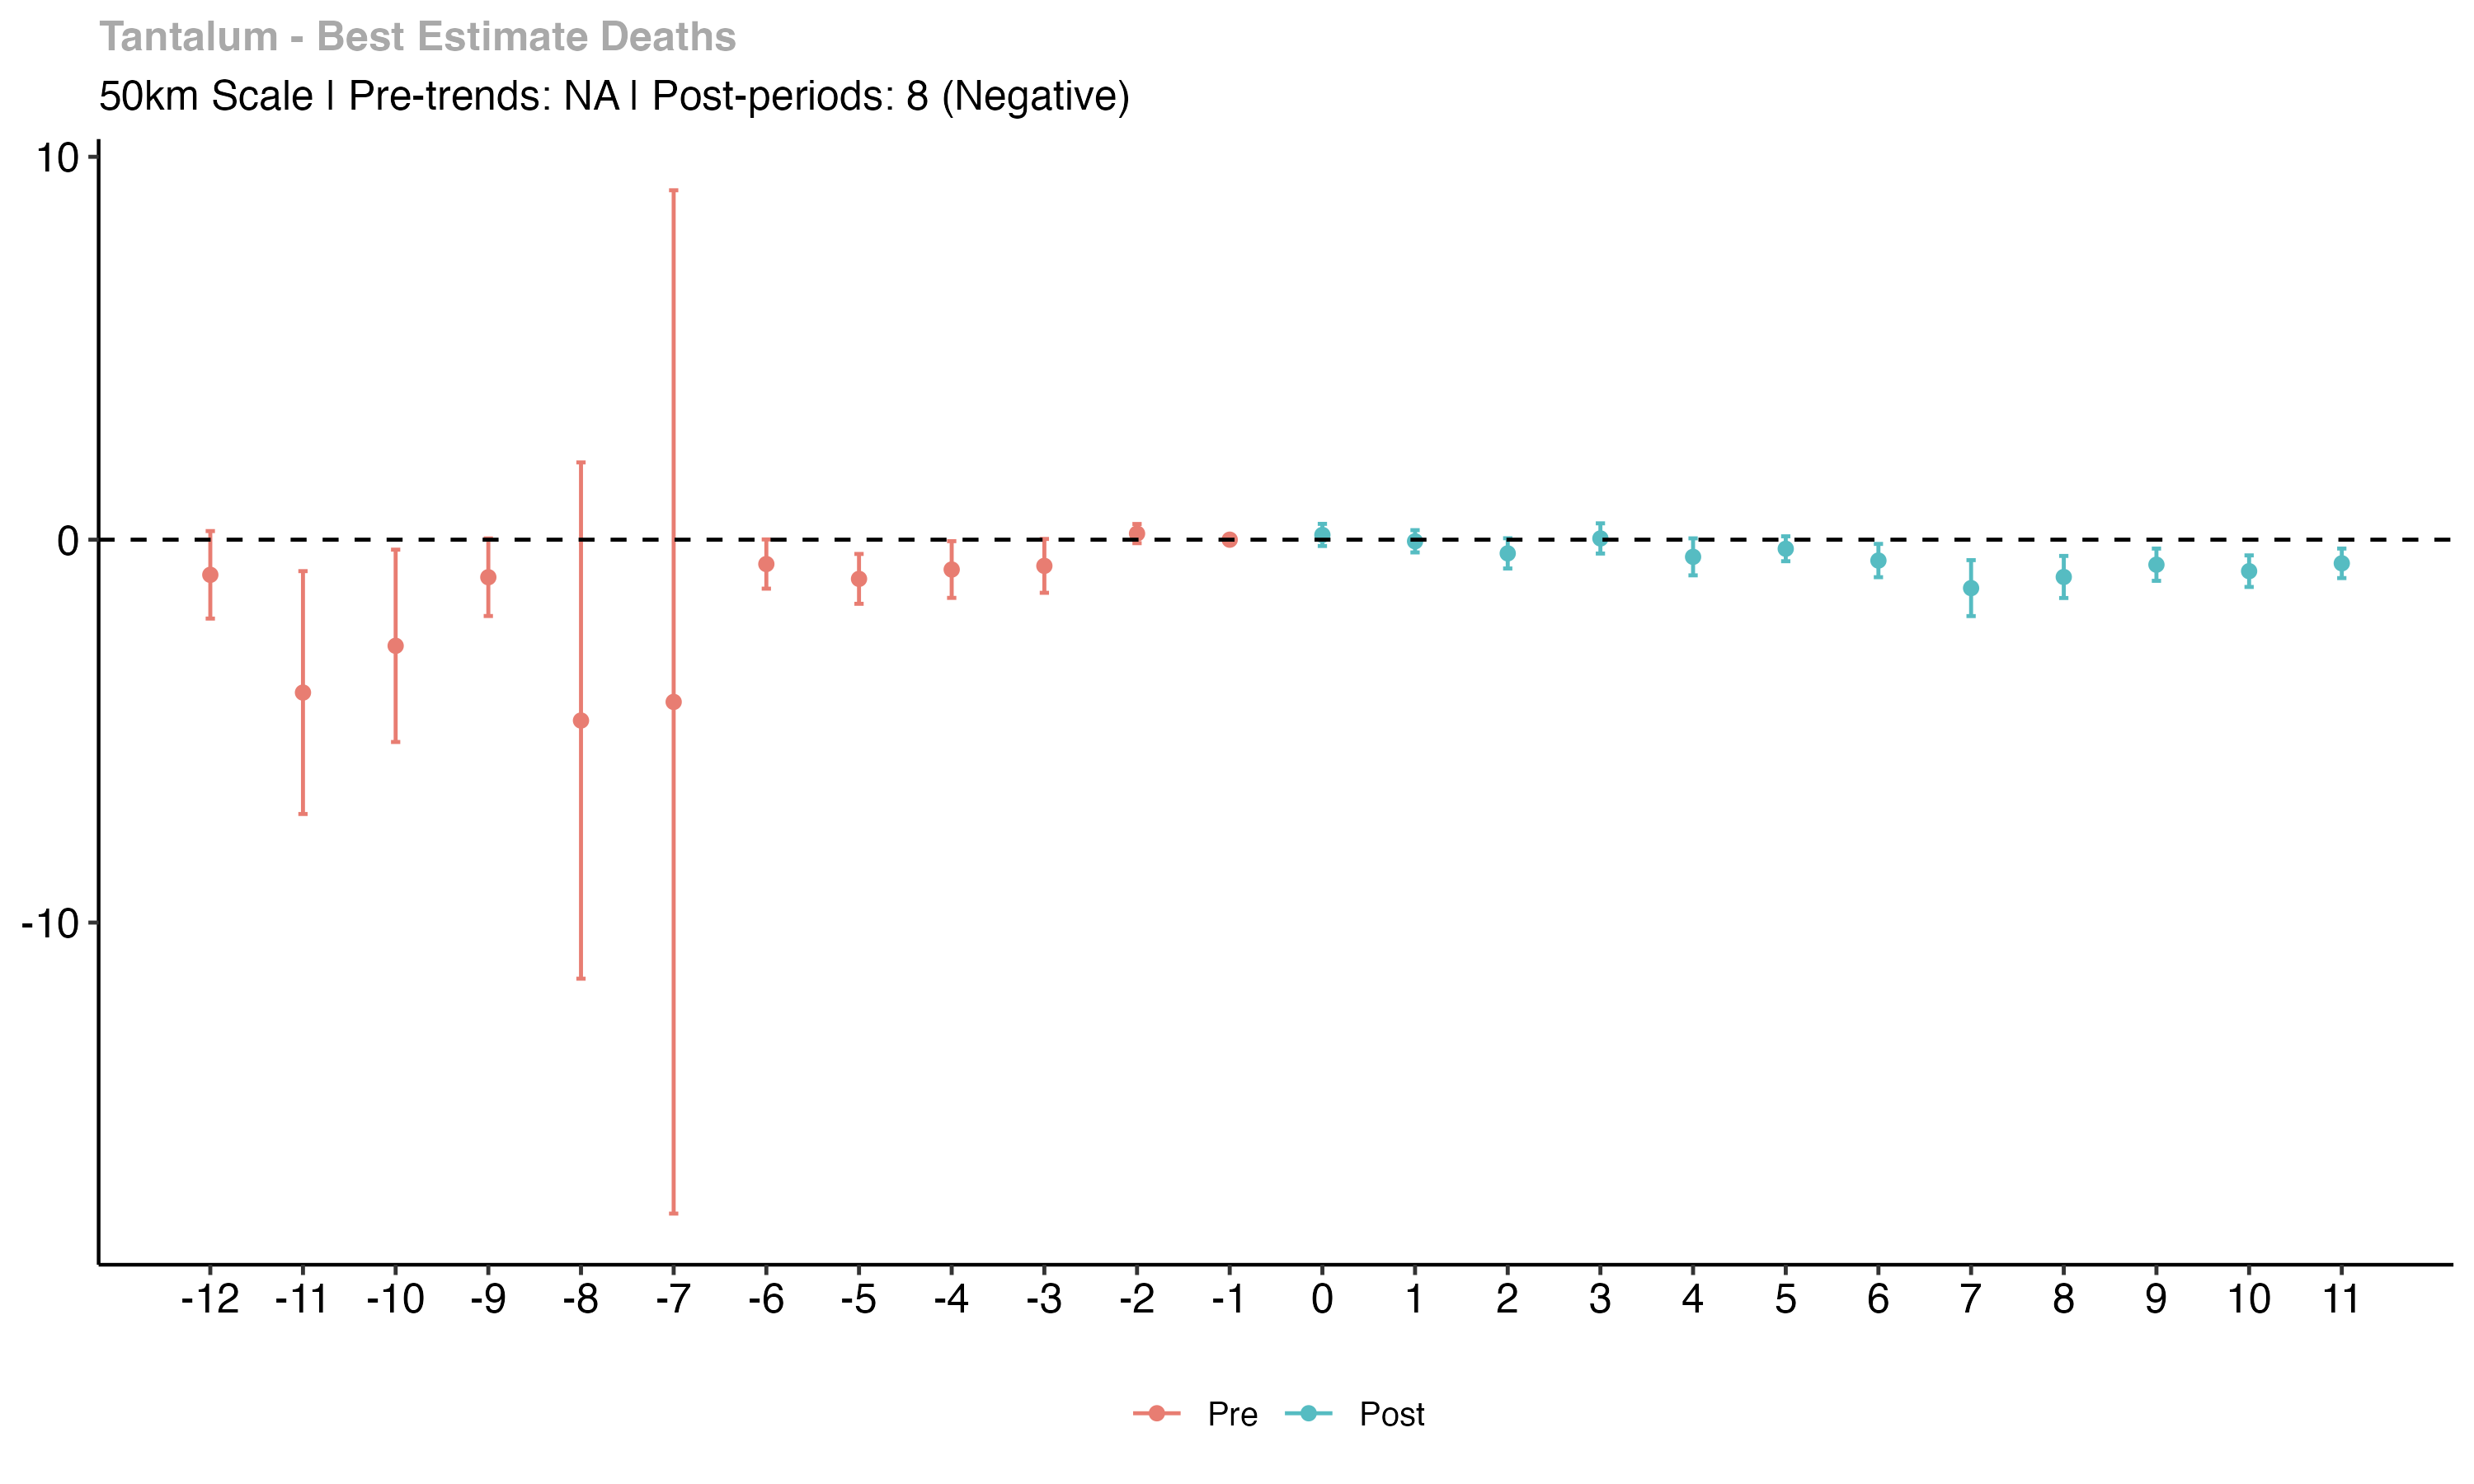 Tantalum - Best Estimate Deaths
50km Scale | Pre-trends: NA | Post-periods: 8 (Negative)
10
0
-10
-12 -11 -10 -9 -8 -7 -6 -5 -4 -3 -2 -1 0 1 2 3 4 5 6 7 8 9 10 11
Pre Post